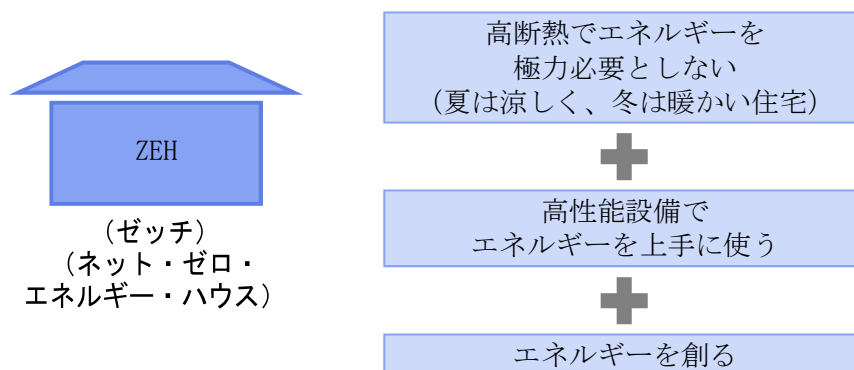 ZEH
（ゼッチ）
（ネット・ゼロ・
エネルギー・ハウス）
高断熱でエネルギーを
極力必要としない
（夏は涼しく、冬は暖かい住宅）
高性能設備で
エネルギーを上手に使う
エネルギーを創る